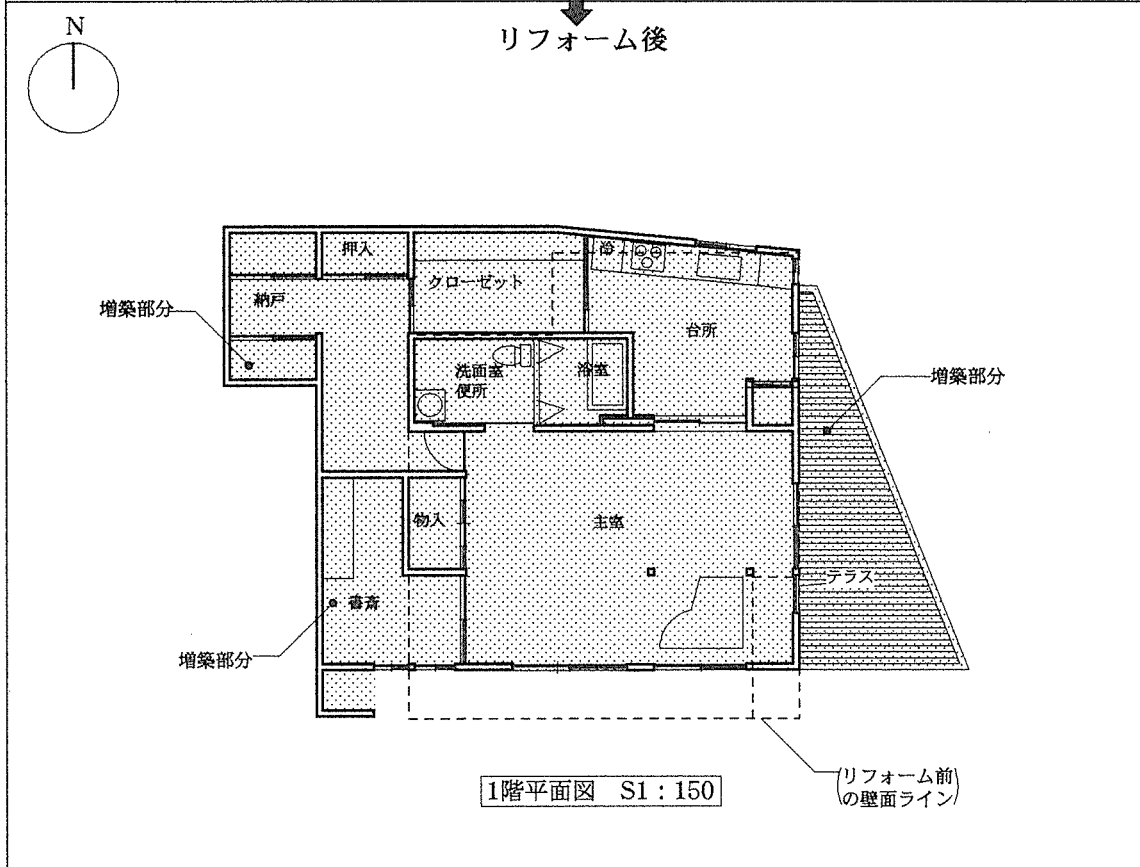 リフォーム後
N
押入
冷
クローゼット
納戸
増築部分
台所
洗面室
便所
浴室
増築部分
物入
主室
テラス
書斎
増築部分
1階平面図 S1:150
(リフォーム前
の壁面ライン)